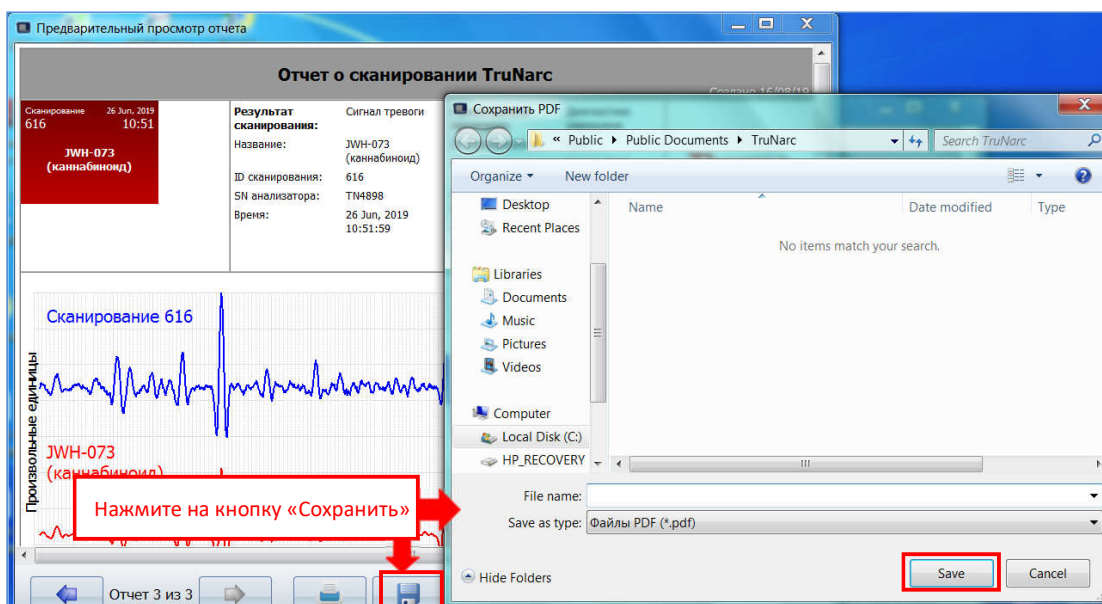 Предварительный просмотр отчета
Отчет о сканировании TruNarc
Создано 16/08/19
Сканирование 26 Jun, 2019
616 10:51
JWH-073
(каннабиноид)
Результат сканирования: Сигнал тревоги
Название: JWH-073 (каннабиноид)
ID сканирования: 616
SN анализатора: TN4898
Время: 26 Jun, 2019 10:51:59
Произвольные единицы
Сканирование 616
JWH-073
(каннабиноид)
Нажмите на кнопку «Сохранить»
Отчет 3 из 3
Сохранить PDF
« Public Public Documents TruNarc
Search TruNarc
Organize New folder
Name Date modified Type
No items match your search.
Desktop
Recent Places
Libraries
Documents
Music
Pictures
Videos
Computer
Local Disk (C:)
HP_RECOVERY
File name:
Save as type: Файлы PDF (*.pdf)
Hide Folders
Save Cancel